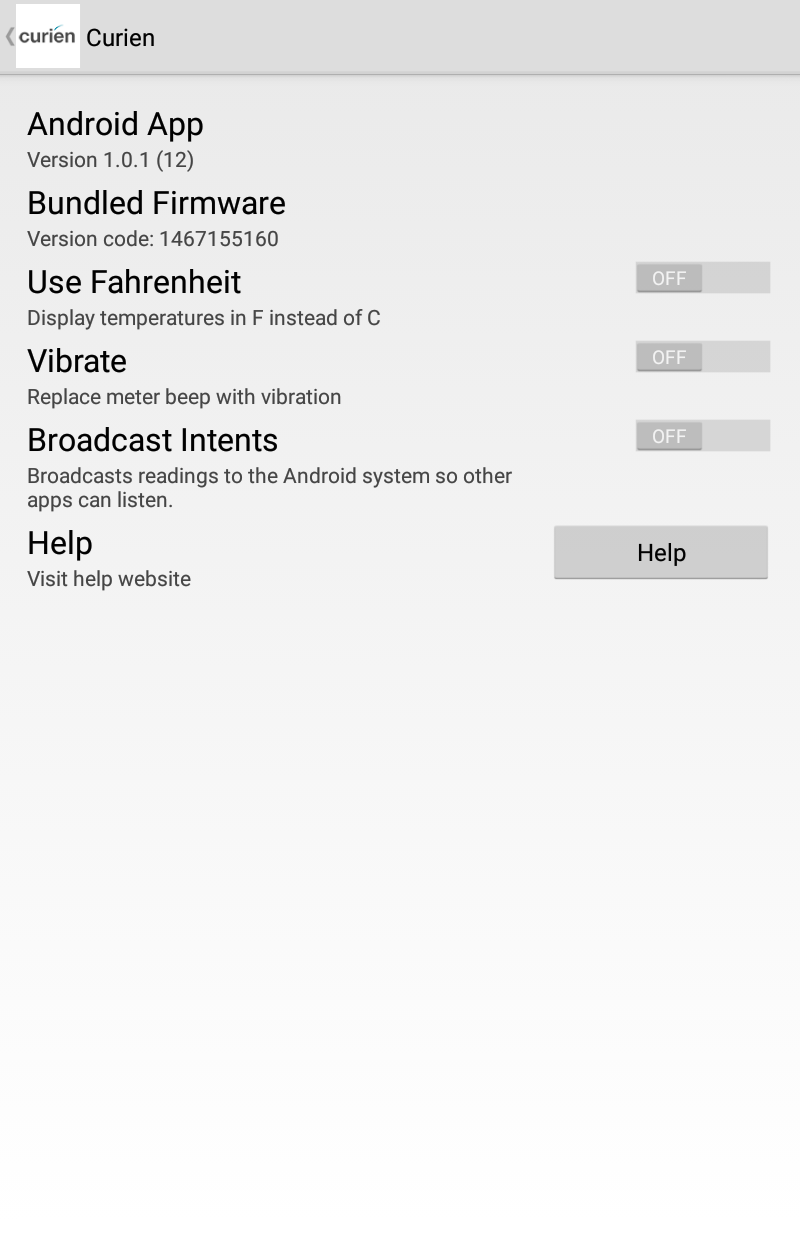 curien Curien
Android App
Version 1.0.1 (12)
Bundled Firmware
Version code: 1467155160
Use Fahrenheit OFF
Display temperatures in F instead of C
Vibrate OFF
Replace meter beep with vibration
Broadcast Intents OFF
Broadcasts readings to the Android system so other
apps can listen.
Help Help
Visit help website